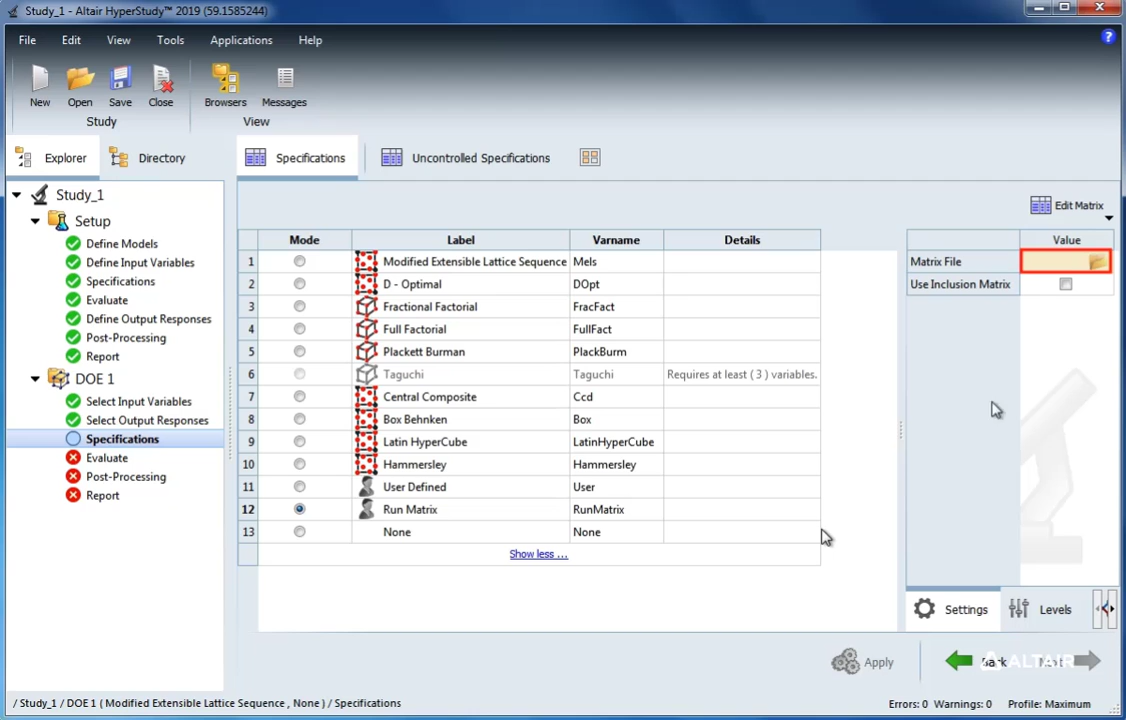 Study_1 - Altair HyperStudy™ 2019 (59.1585244)
File Edit View Tools Applications Help
New Open Save Close Browsers Messages
Study View
Explorer Directory Specifications Uncontrolled Specifications
Edit Matrix
Study_1
Setup
Define Models
Define Input Variables
Specifications
Evaluate
Define Output Responses
Post-Processing
Report
DOE 1
Select Input Variables
Select Output Responses
Specifications
Evaluate
Post-Processing
Report
Mode Label Varname Details
1 Modified Extensible Lattice Sequence Mels
2 D - Optimal DOpt
3 Fractional Factorial FracFact
4 Full Factorial FullFact
5 Plackett Burman PlackBurm
6 Taguchi Taguchi Requires at least ( 3 ) variables.
7 Central Composite Ccd
8 Box Behnken Box
9 Latin HyperCube LatinHyperCube
10 Hammersley Hammersley
11 User Defined User
12 Run Matrix RunMatrix
13 None None
Show less ...
Value
Matrix File
Use Inclusion Matrix
Settings Levels
Apply Back Next
ALTAIR
/ Study_1 / DOE 1 ( Modified Extensible Lattice Sequence , None ) / Specifications
Errors: 0 Warnings: 0 Profile: Maximum